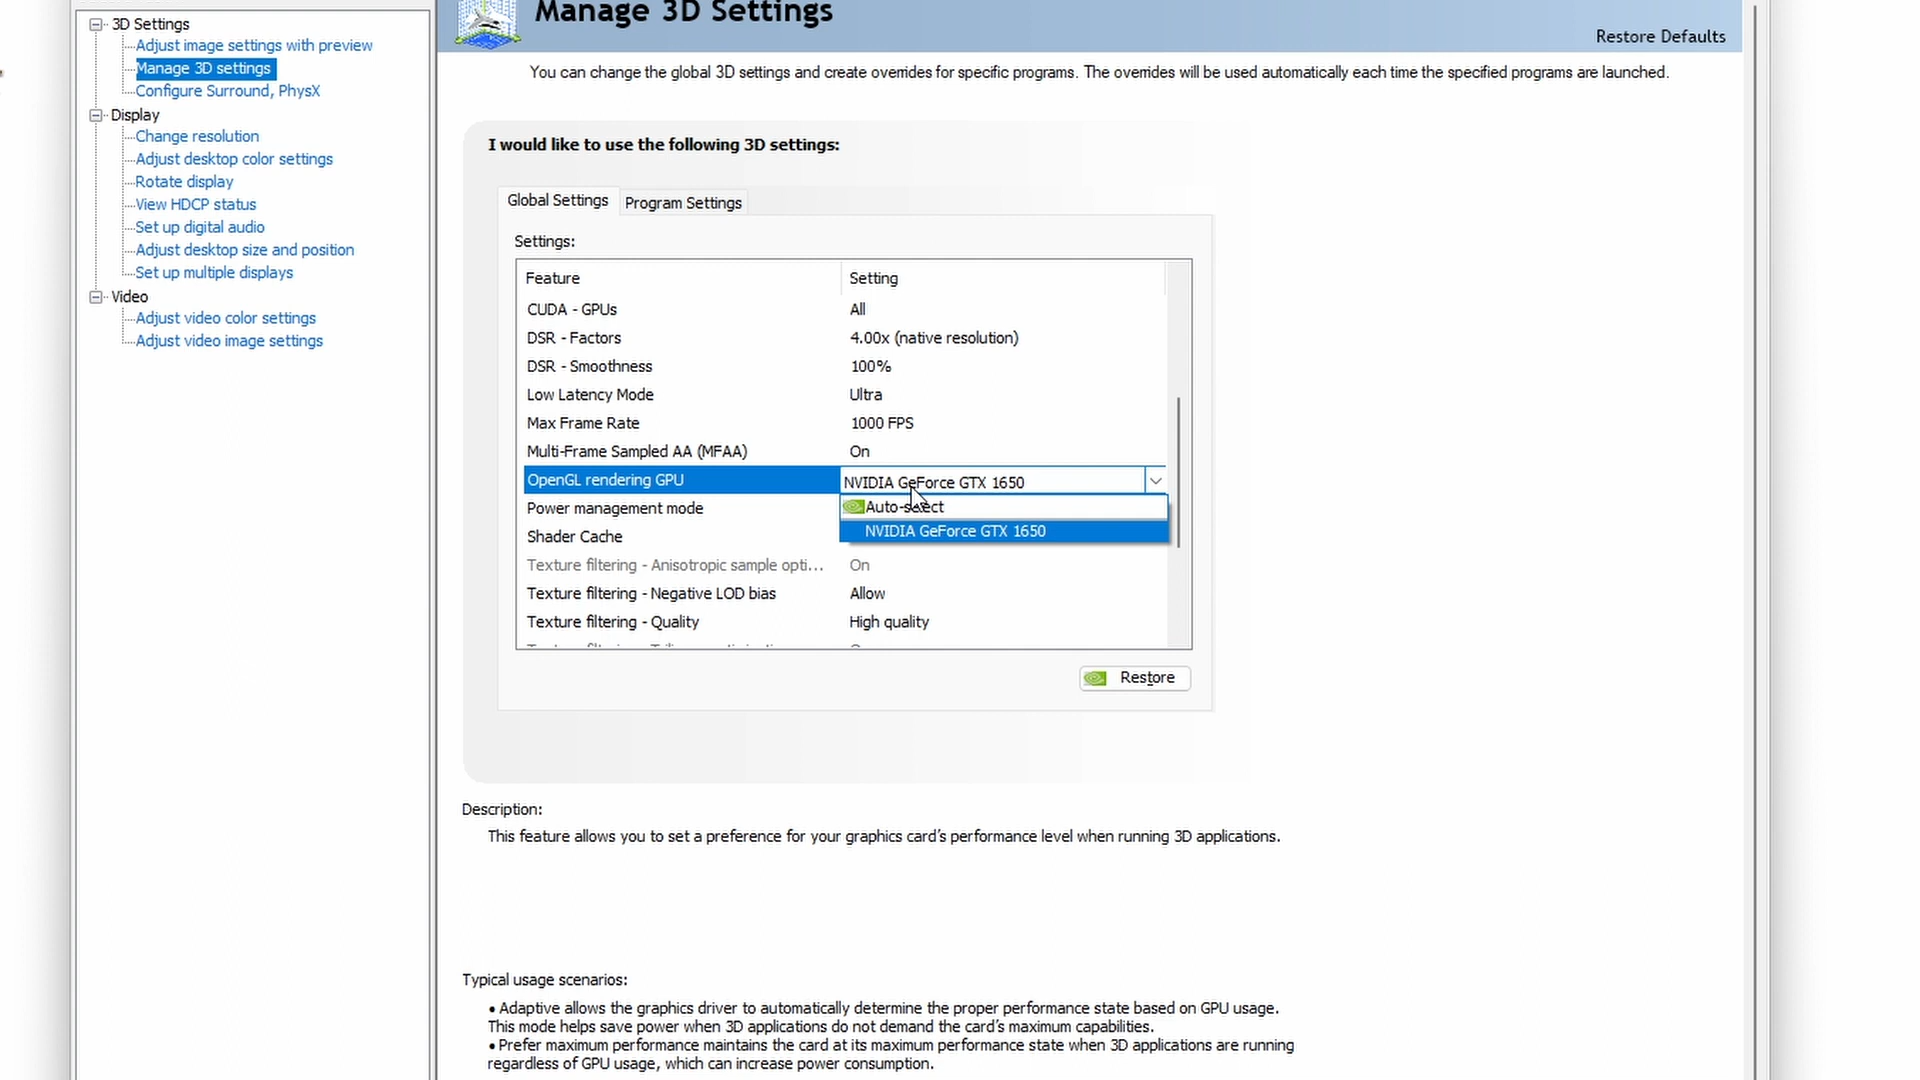 Manage 3D Settings
Restore Defaults
3D Settings
Adjust image settings with preview
Manage 3D settings
Configure Surround, PhysX
Display
Change resolution
Adjust desktop color settings
Rotate display
View HDCP status
Set up digital audio
Adjust desktop size and position
Set up multiple displays
Video
Adjust video color settings
Adjust video image settings
You can change the global 3D settings and create overrides for specific programs. The overrides will be used automatically each time the specified programs are launched.
I would like to use the following 3D settings:
Global Settings
Program Settings
Settings:
Feature Setting
CUDA - GPUs All
DSR - Factors 4.00x (native resolution)
DSR - Smoothness 100%
Low Latency Mode Ultra
Max Frame Rate 1000 FPS
Multi-Frame Sampled AA (MFAA) On
OpenGL rendering GPU NVIDIA GeForce GTX 1650
Auto-select
NVIDIA GeForce GTX 1650
Power management mode
Shader Cache
Texture filtering - Anisotropic sample opti... On
Texture filtering - Negative LOD bias Allow
Texture filtering - Quality High quality
Restore
Description:
This feature allows you to set a preference for your graphics card's performance level when running 3D applications.
Typical usage scenarios:
• Adaptive allows the graphics driver to automatically determine the proper performance state based on GPU usage.
This mode helps save power when 3D applications do not demand the card's maximum capabilities.
• Prefer maximum performance maintains the card at its maximum performance state when 3D applications are running
regardless of GPU usage, which can increase power consumption.